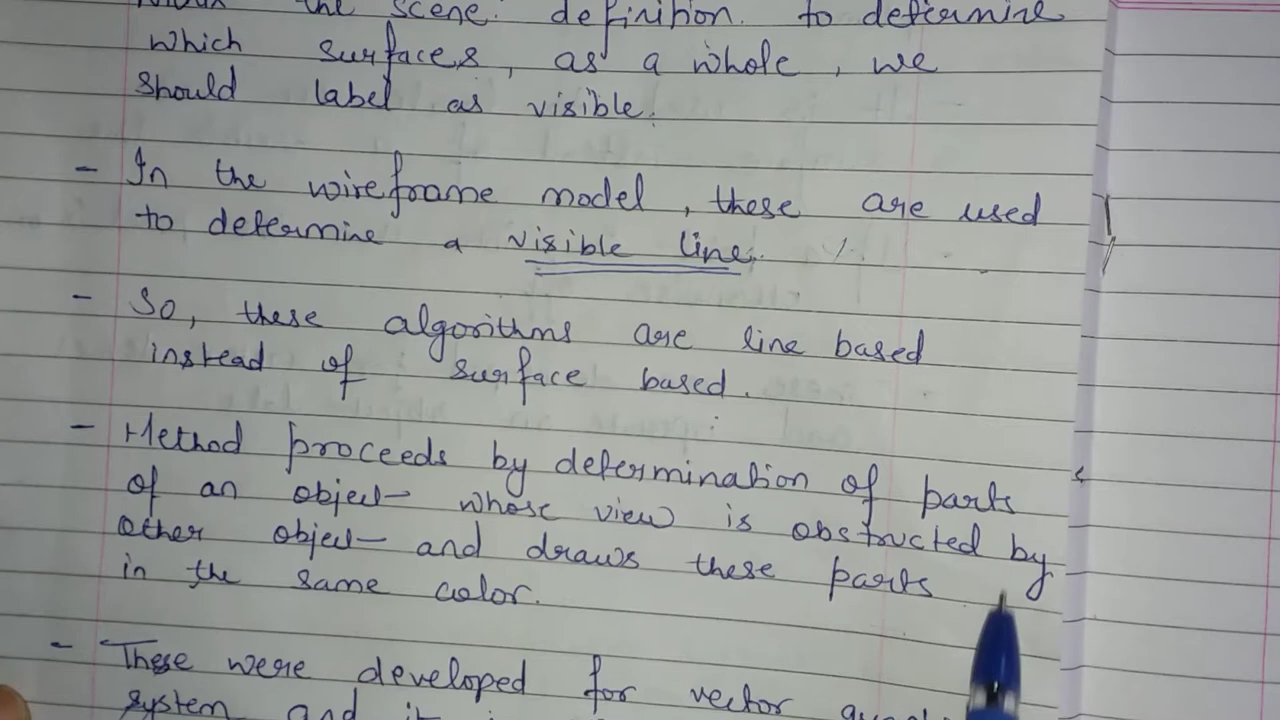 the scene definition to determine
which surfaces, as a whole, we
should label as visible.
- In the wireframe model, these are used
to determine a visible line.
- So, these algorithms are line based
instead of surface based.
- Method proceeds by determination of parts
of an object whose view is obstructed by
other object and draws these parts
in the same color.
- These were developed for vector
system and it